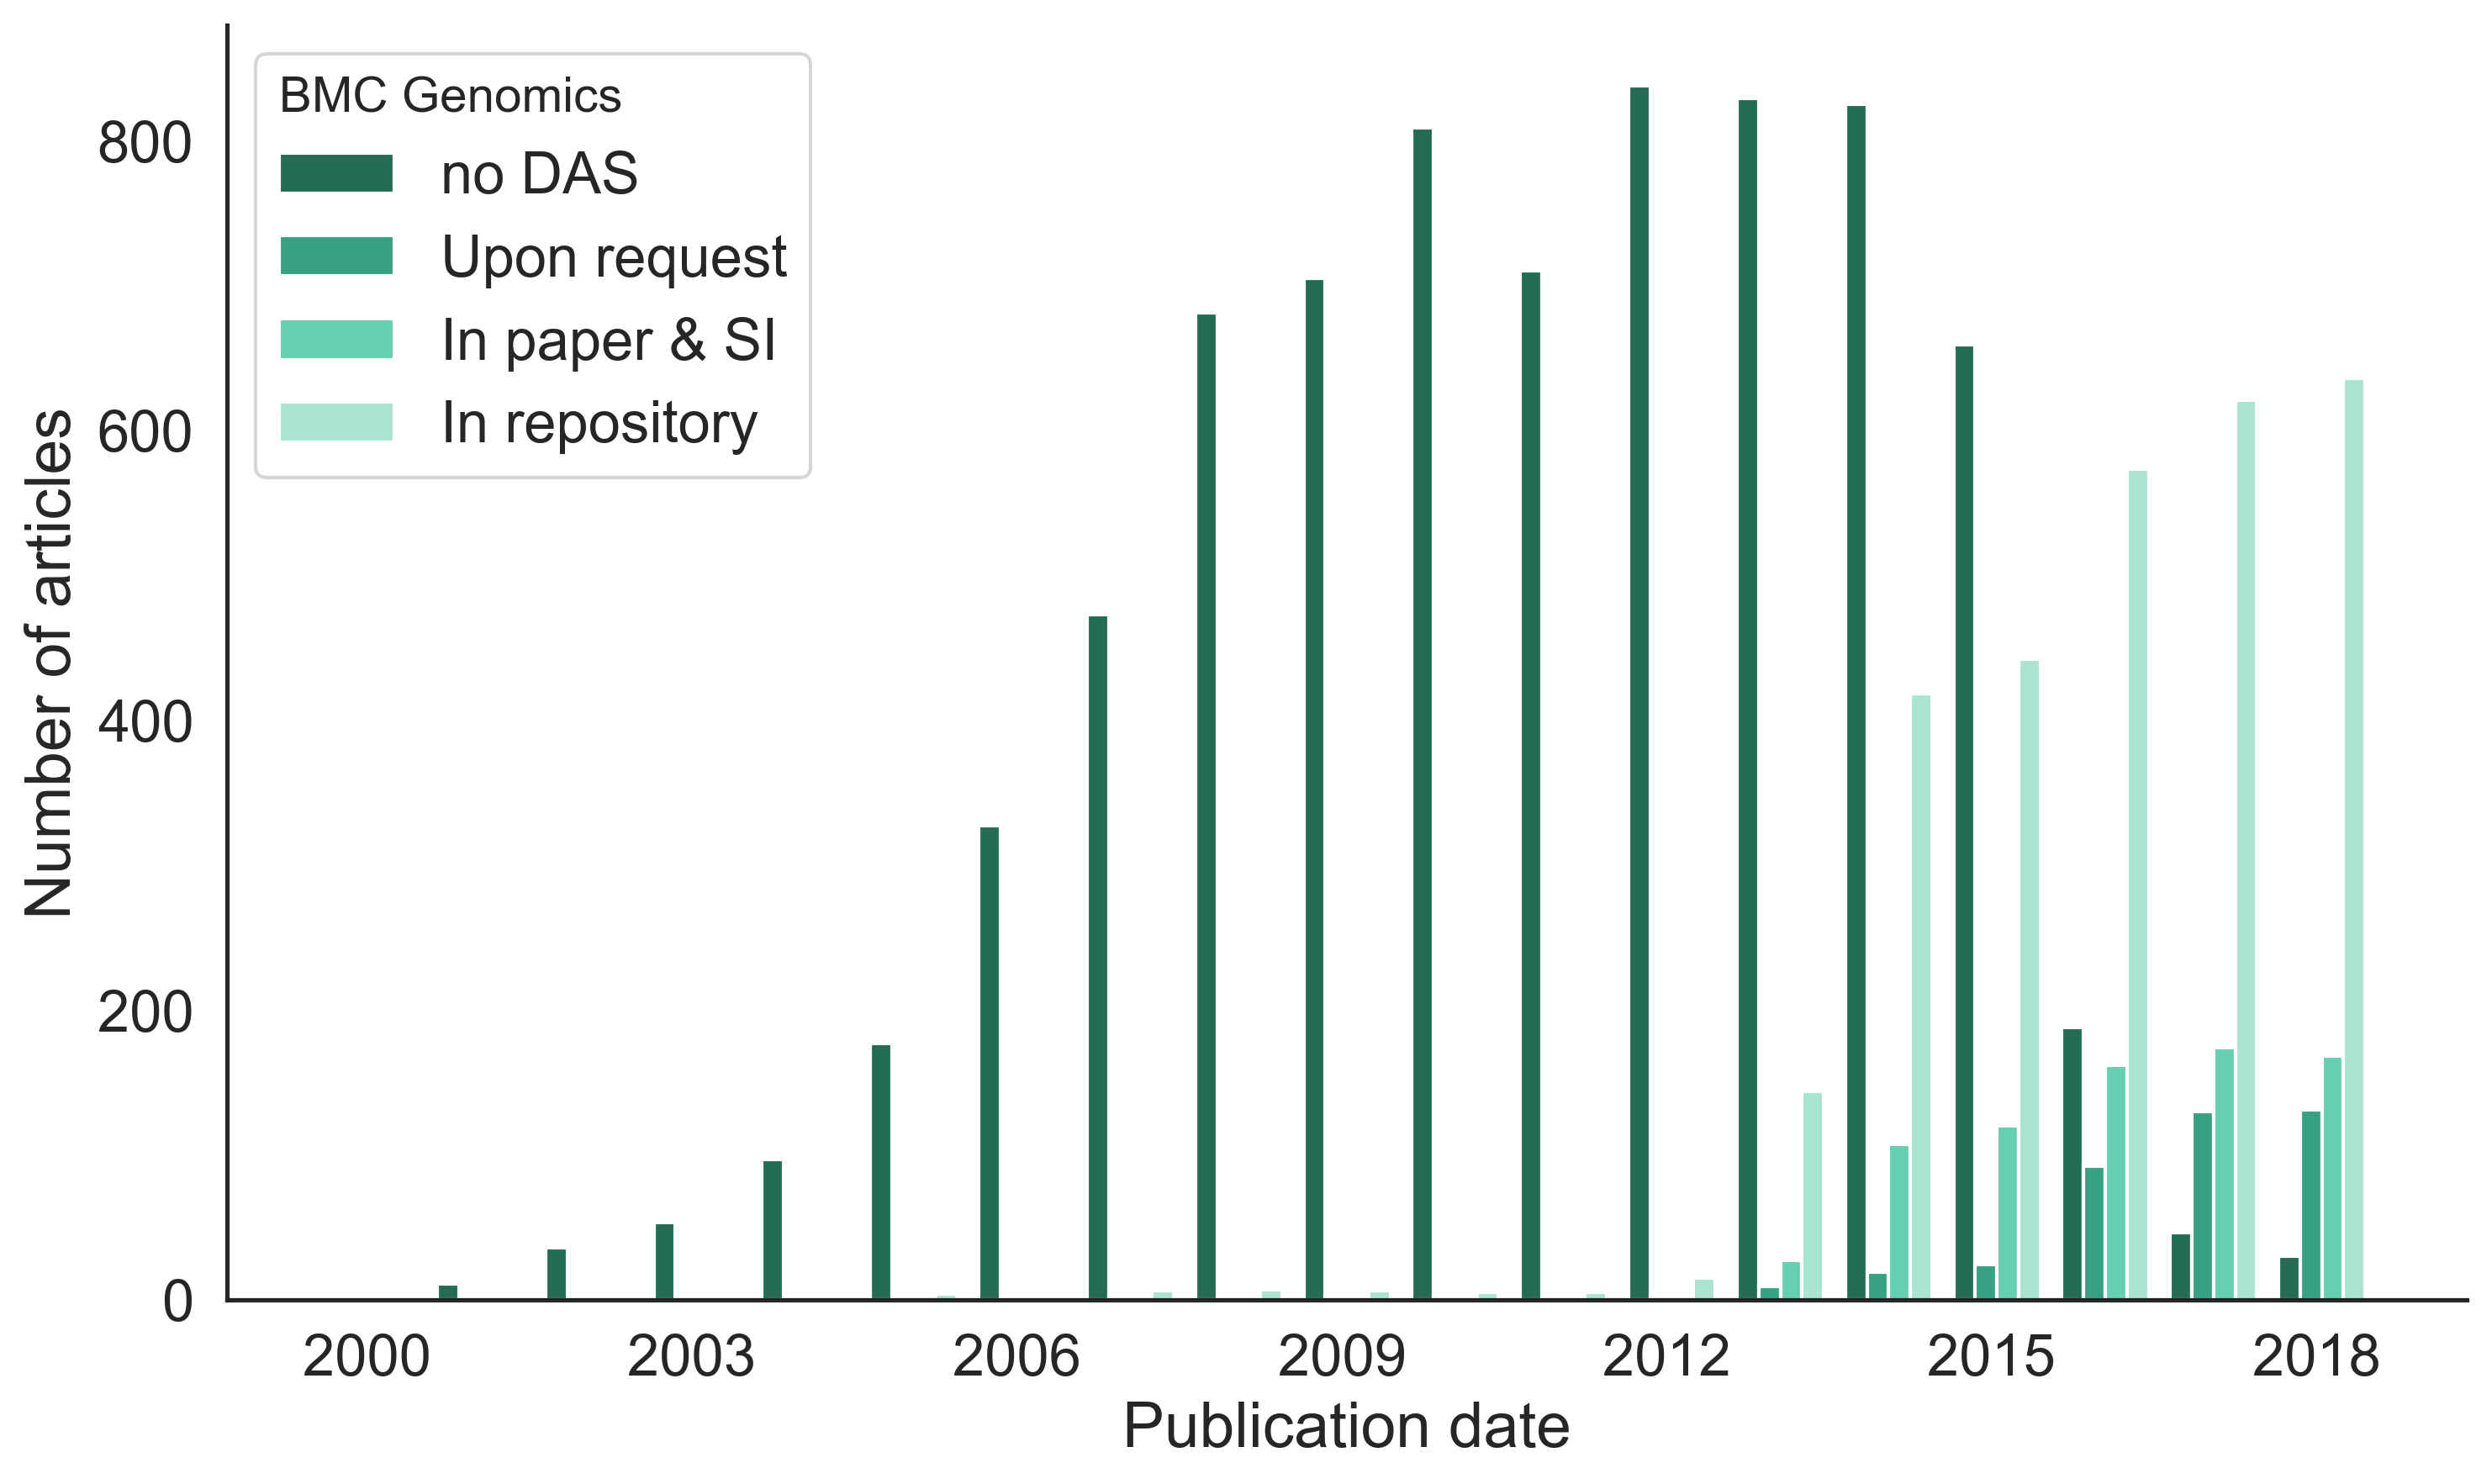 BMC Genomics
no DAS
Upon request
In paper & SI
In repository
Number of articles
800
600
400
200
0
2000 2003 2006 2009 2012 2015 2018
Publication date